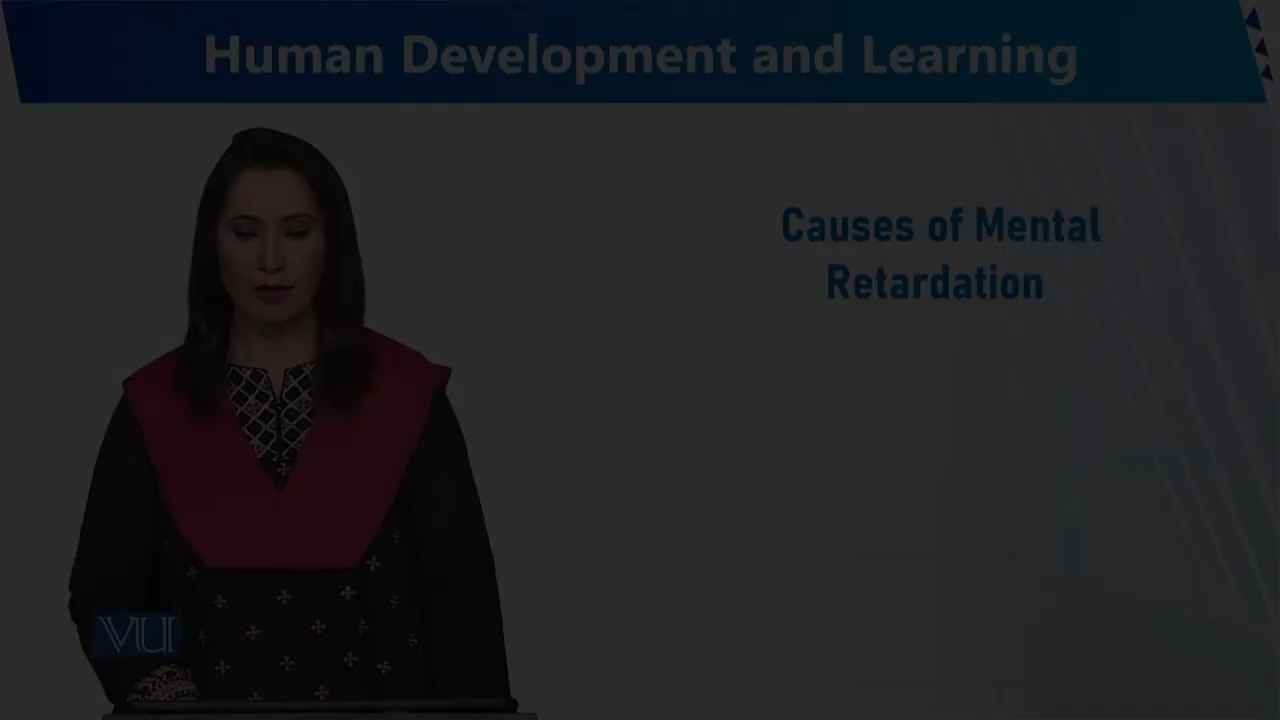 Human Development and Learning
Causes of Mental
Retardation
VU